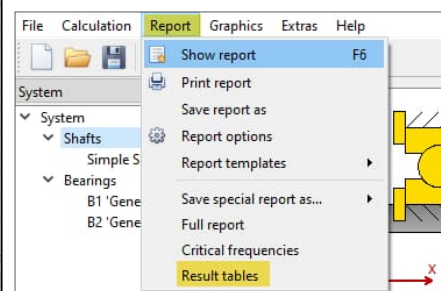 File Calculation Report Graphics Extras Help
Show report F6
System
Print report
System
Save report as
Shafts
Report options
Simple S
Report templates
Bearings
B1 'Gene
Save special report as...
B2 'Gene
Full report
Critical frequencies
Result tables
x